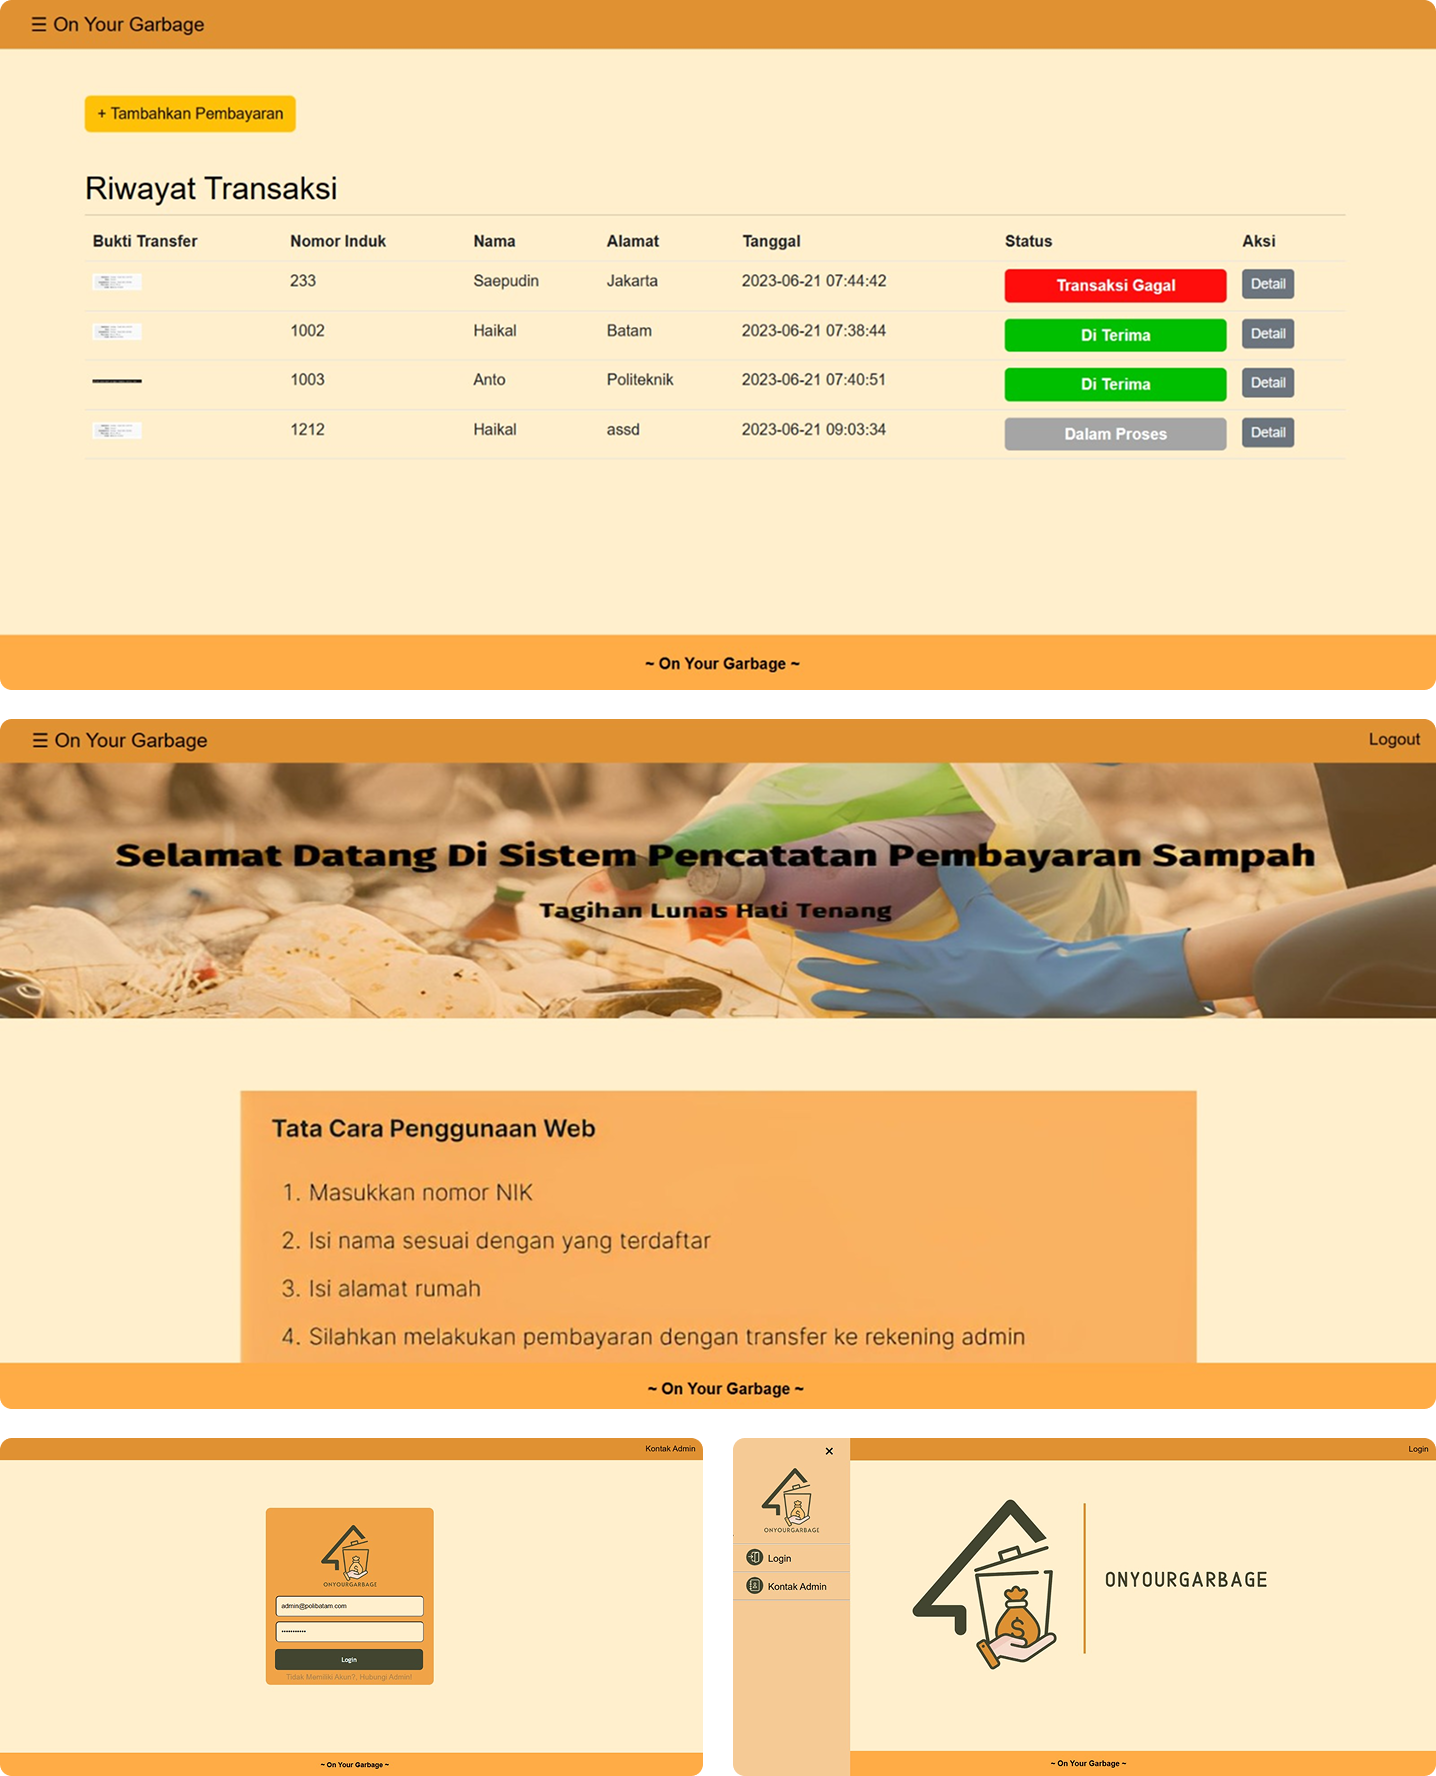 ☰ On Your Garbage
+ Tambahkan Pembayaran
Riwayat Transaksi
Bukti Transfer Nomor Induk Nama Alamat Tanggal Status Aksi
233 Saepudin Jakarta 2023-06-21 07:44:42 Transaksi Gagal Detail
1002 Haikal Batam 2023-06-21 07:38:44 Di Terima Detail
1003 Anto Politeknik 2023-06-21 07:40:51 Di Terima Detail
1212 Haikal assd 2023-06-21 09:03:34 Dalam Proses Detail
~ On Your Garbage ~
☰ On Your Garbage Logout
Selamat Datang Di Sistem Pencatatan Pembayaran Sampah
Tagihan Lunas Hati Tenang
Tata Cara Penggunaan Web
1. Masukkan nomor NIK
2. Isi nama sesuai dengan yang terdaftar
3. Isi alamat rumah
4. Silahkan melakukan pembayaran dengan transfer ke rekening admin
~ On Your Garbage ~
Kontak Admin
ONYOURGARBAGE
admin@polibatam.com
Login
Tidak Memiliki Akun?, Hubungi Admin!
~ On Your Garbage ~
×
ONYOURGARBAGE
Login
Kontak Admin
Login
$
ONYOURGARBAGE
~ On Your Garbage ~